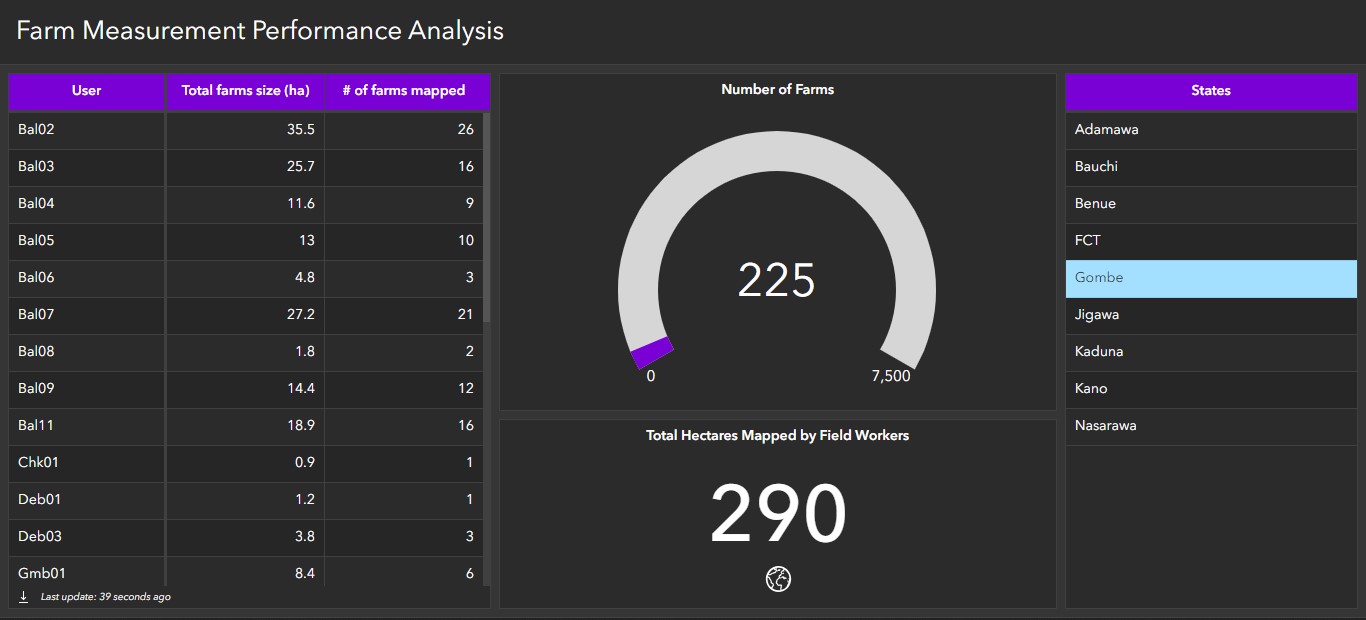 Farm Measurement Performance Analysis
User Total farms size (ha) # of farms mapped
Bal02 35.5 26
Bal03 25.7 16
Bal04 11.6 9
Bal05 13 10
Bal06 4.8 3
Bal07 27.2 21
Bal08 1.8 2
Bal09 14.4 12
Bal11 18.9 16
Chk01 0.9 1
Deb01 1.2 1
Deb03 3.8 3
Gmb01 8.4 6
Last update: 39 seconds ago
Number of Farms
225
0 7,500
Total Hectares Mapped by Field Workers
290
States
Adamawa
Bauchi
Benue
FCT
Gombe
Jigawa
Kaduna
Kano
Nasarawa